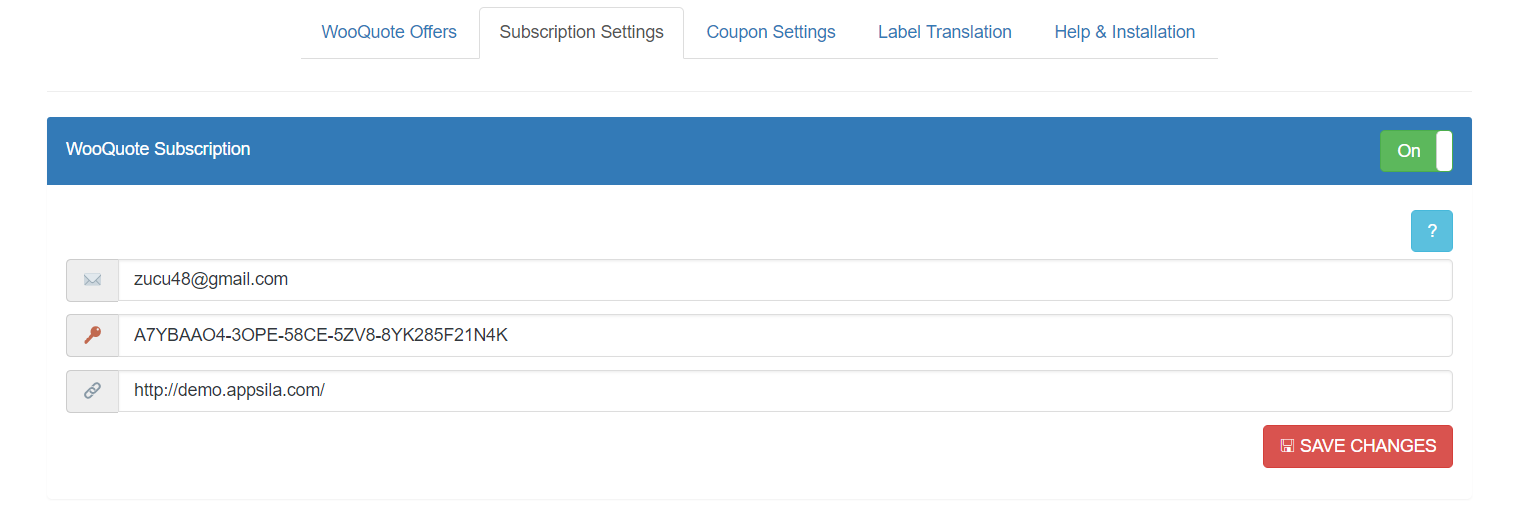 WooQuote Offers Subscription Settings Coupon Settings Label Translation Help & Installation
WooQuote Subscription On
?
zucu48@gmail.com
A7YBAAO4-3OPE-58CE-5ZV8-8YK285F21N4K
http://demo.appsila.com/
SAVE CHANGES